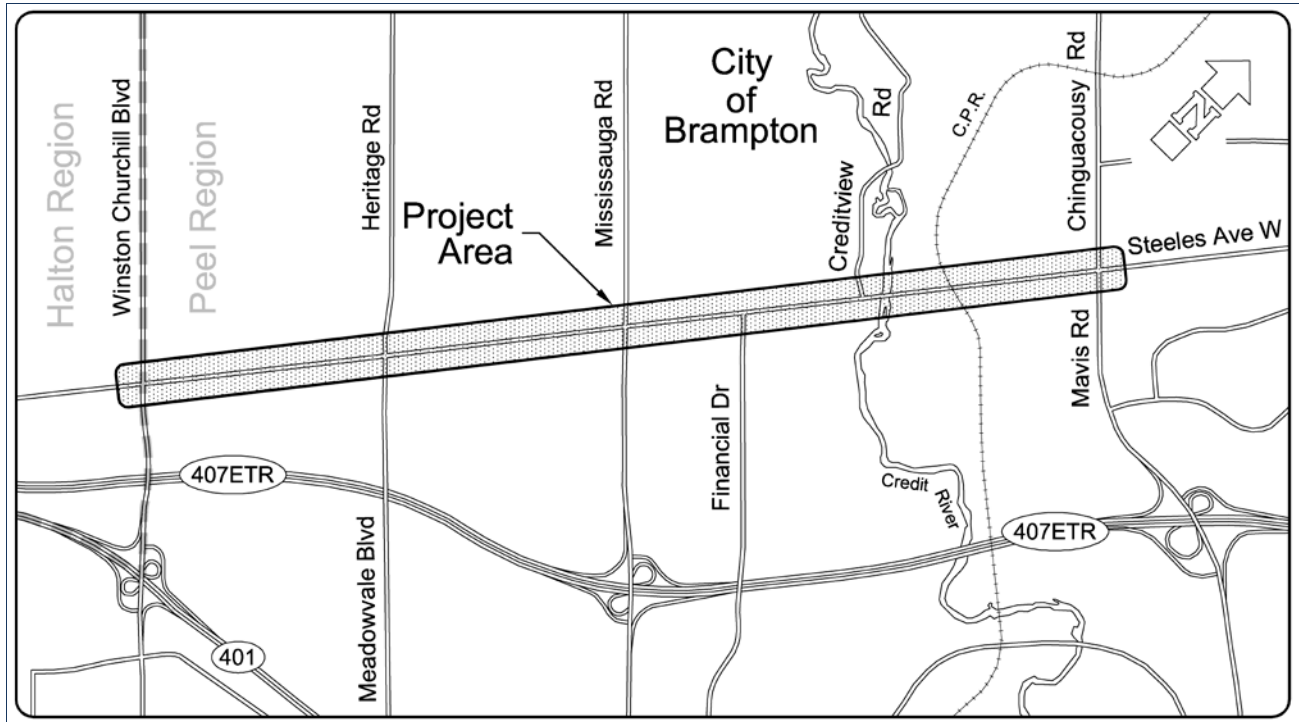 City
of
Brampton
Halton Region
Winston Churchill Blvd
Peel Region
Heritage Rd
Mississauga Rd
Project
Area
Creditview
Rd
C.P.R.
Chinguacousy Rd
N
Steeles Ave W
Mavis Rd
Financial Dr
Credit
River
407ETR
407ETR
401
Meadowvale Blvd